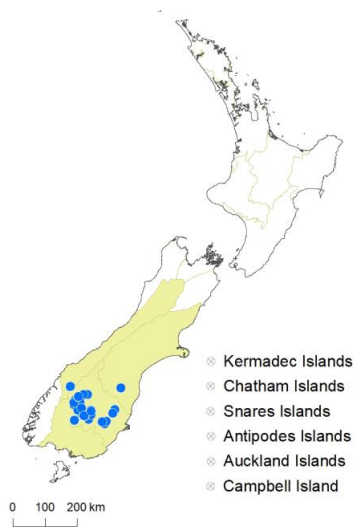 Kermadec Islands
Chatham Islands
Snares Islands
Antipodes Islands
Auckland Islands
Campbell Island
0 100 200 km